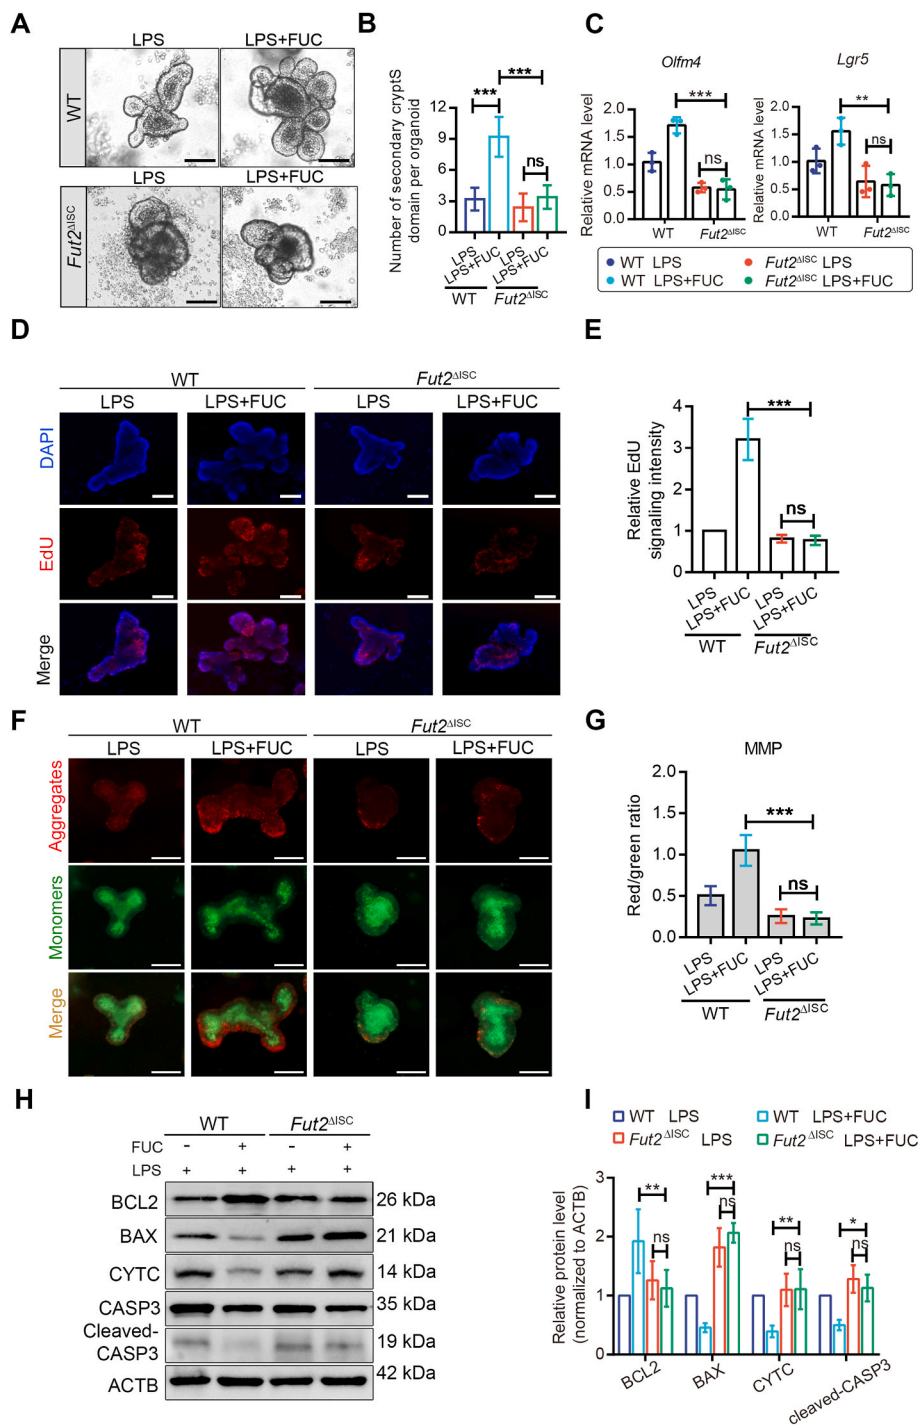 A
LPS
LPS+FUC
WT
LPS
LPS+FUC
Fut2ΔISC
B
Number of secondary cryptS
domain per organoid
12
9
6
3
0
***
***
ns
LPS
LPS+FUC
LPS
LPS+FUC
WT
Fut2ΔISC
C
Olfm4
Relative mRNA level
2.0
1.5
1.0
0.5
0.0
***
ns
WT
Fut2ΔISC
Lgr5
Relative mRNA level
2.0
1.5
1.0
0.5
0.0
**
ns
WT
Fut2ΔISC
WT LPS
Fut2ΔISC LPS
WT LPS+FUC
Fut2ΔISC LPS+FUC
D
WT
Fut2ΔISC
LPS
LPS+FUC
LPS
LPS+FUC
DAPI
EdU
Merge
E
Relative EdU
signaling intensity
4
3
2
1
0
***
ns
LPS
LPS+FUC
LPS
LPS+FUC
WT
Fut2ΔISC
F
WT
Fut2ΔISC
LPS
LPS+FUC
LPS
LPS+FUC
Aggregates
Monomers
Merge
G
MMP
Red/green ratio
2.0
1.5
1.0
0.5
0.0
***
ns
LPS
LPS+FUC
LPS
LPS+FUC
WT
Fut2ΔISC
H
WT
Fut2ΔISC
FUC - + - +
LPS + + + +
BCL2 26 kDa
BAX 21 kDa
CYTC 14 kDa
CASP3 35 kDa
Cleaved-
CASP3 19 kDa
ACTB 42 kDa
I
WT LPS
WT LPS+FUC
Fut2ΔISC LPS
Fut2ΔISC LPS+FUC
Relative protein level
(normalized to ACTB)
3
2
1
0
**
ns
***
ns
**
ns
*
ns
BCL2
BAX
CYTC
cleaved-CASP3